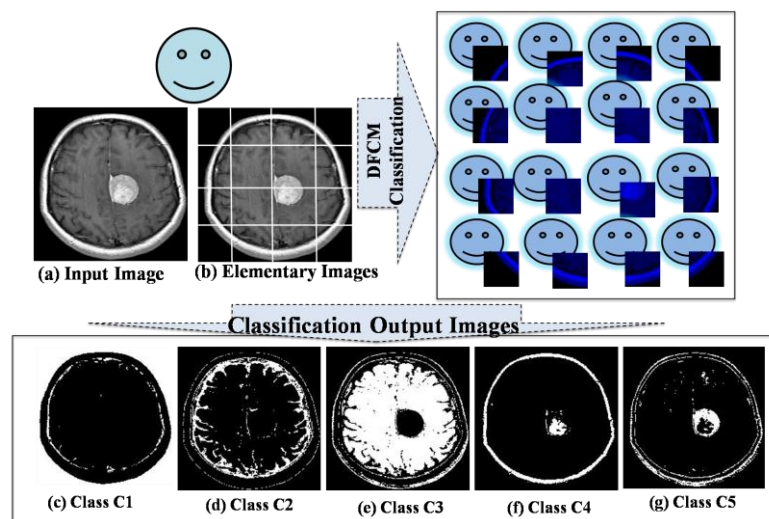 (a) Input Image
(b) Elementary Images
DFCM
Classification
Classification Output Images
(c) Class C1
(d) Class C2
(e) Class C3
(f) Class C4
(g) Class C5